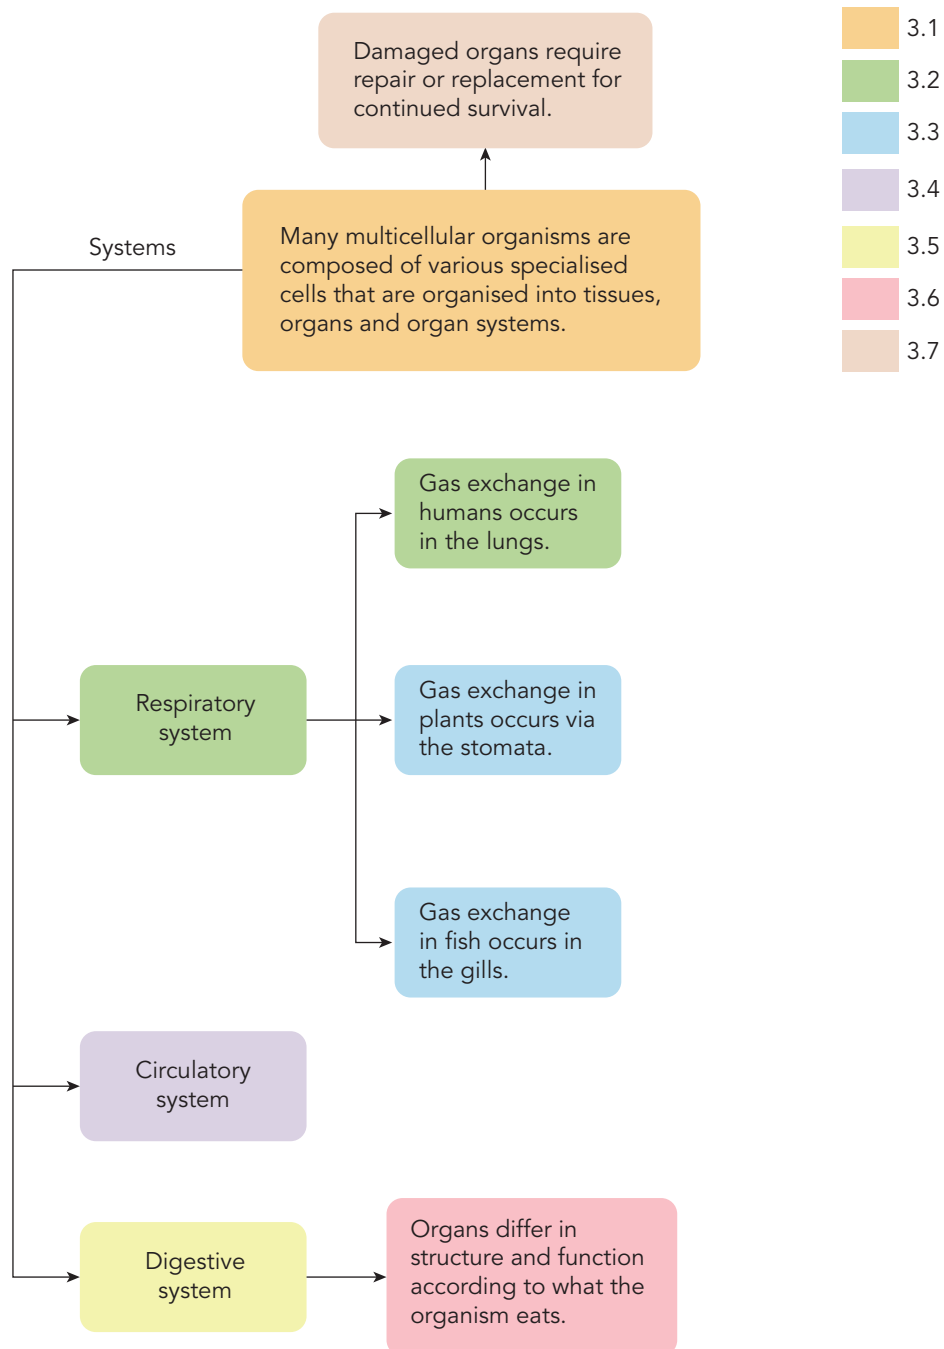 Damaged organs require
repair or replacement for
continued survival.
3.1
3.2
3.3
3.4
3.5
3.6
3.7
Systems
Many multicellular organisms are
composed of various specialised
cells that are organised into tissues,
organs and organ systems.
Gas exchange in
humans occurs
in the lungs.
Respiratory
system
Gas exchange in
plants occurs via
the stomata.
Gas exchange
in fish occurs in
the gills.
Circulatory
system
Digestive
system
Organs differ in
structure and function
according to what the
organism eats.